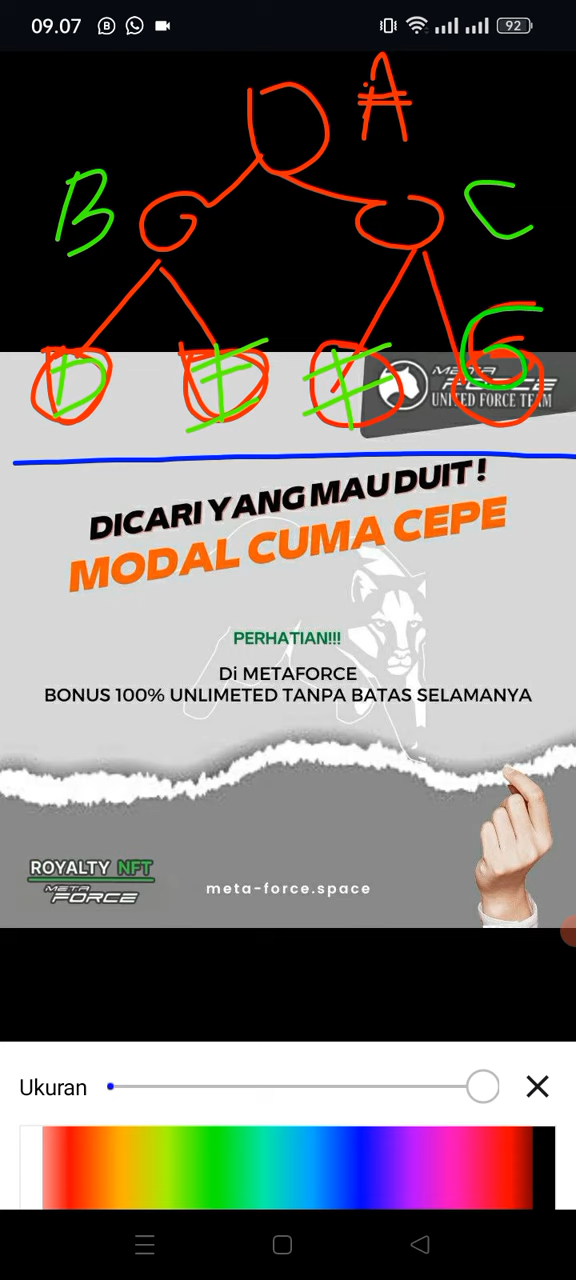 09.07
92
A
B
C
D
E
F
G
META
FORCE
UNITED FORCE TEAM
DICARI YANG MAU DUIT !
MODAL CUMA CEPE
PERHATIAN!!!
Di METAFORCE
BONUS 100% UNLIMETED TANPA BATAS SELAMANYA
ROYALTY NFT
META
FORCE
meta-force.space
Ukuran